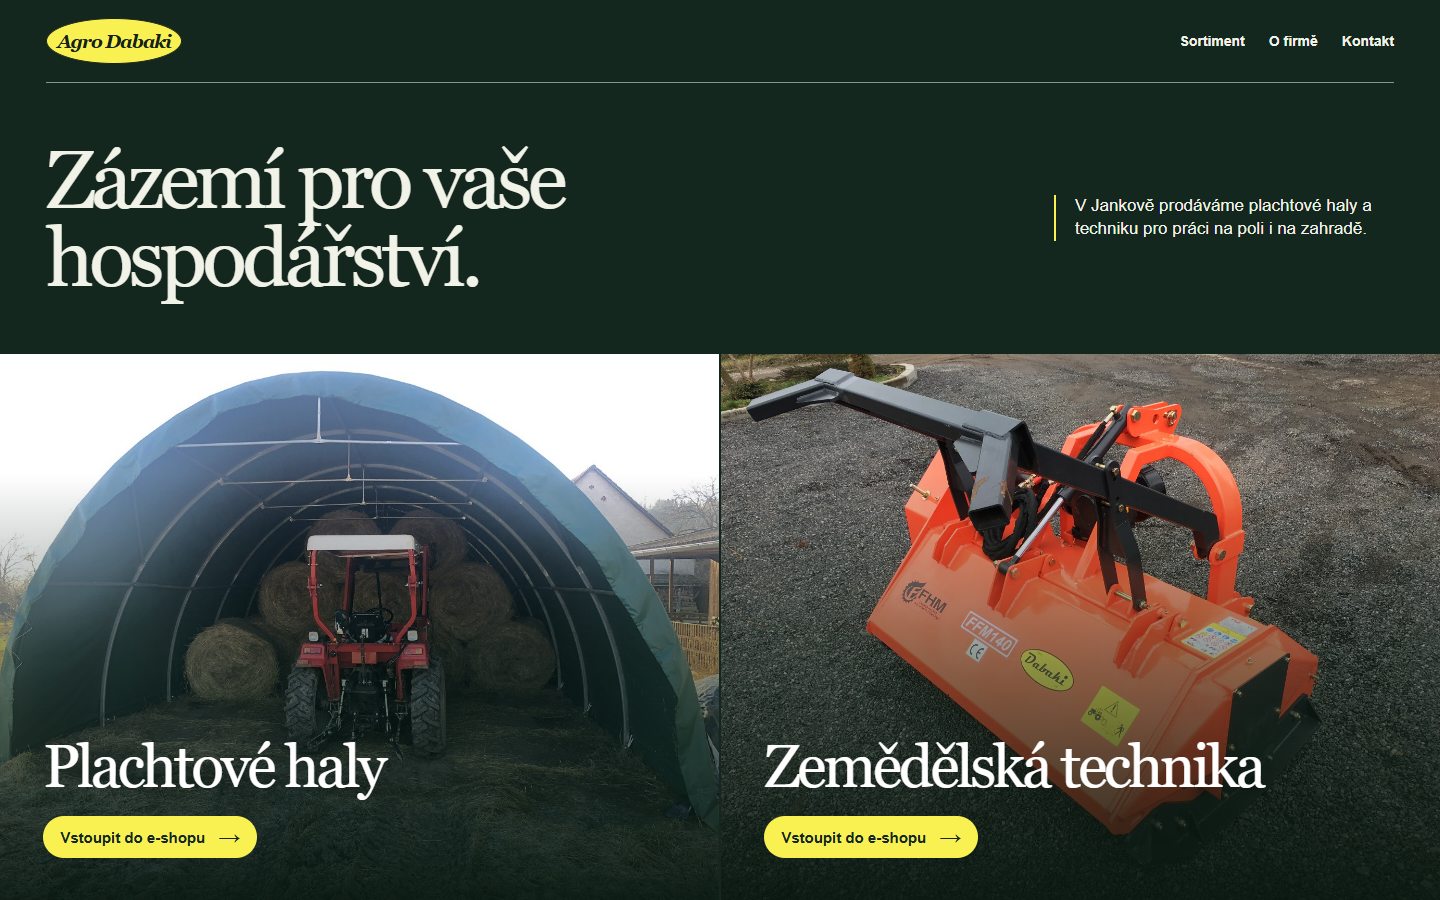 Agro Dabaki
Sortiment
O firmě
Kontakt
Zázemí pro vaše
hospodářství.
V Jankově prodáváme plachtové haly a
techniku pro práci na poli i na zahradě.
FHM
FFM140
CE
Dabaki
Plachtové haly
Zemědělská technika
Vstoupit do e-shopu
Vstoupit do e-shopu